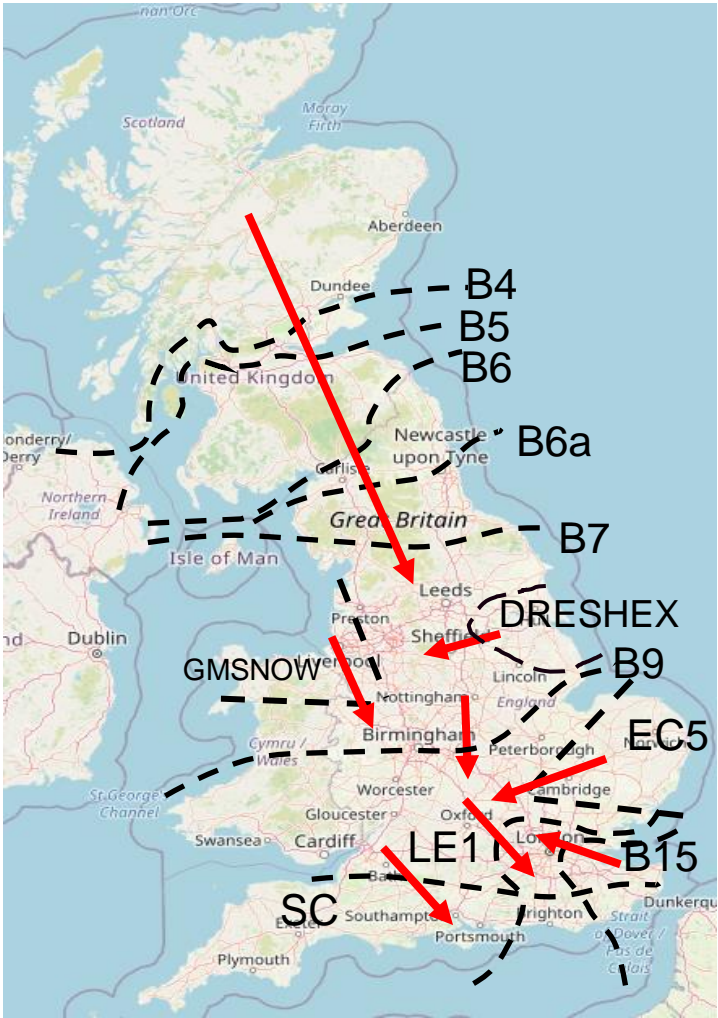 nan Orc
Moray
Firth
Scotland
Aberdeen
B4
Dundee
B5
United Kingdom
B6
onderry/
Derry
Newcastle
upon Tyne
B6a
Carlisle
Northern
Ireland
Great Britain
B7
Isle of Man
Leeds
Preston
DRESHEX
Sheffield
nd
Dublin
GMSNOW
Liverpool
Lincoln
B9
Nottingham
England
EC5
Birmingham
Norwich
Cymru /
Wales
Peterborough
St George's
Channel
Worcester
Cambridge
Gloucester
Oxford
Swansea
Cardiff
LE1
London
B15
Bath
SC
Dunkerqu
Exeter
Southampton
Brighton
Strait
of Dover /
Pas de
Calais
Portsmouth
Plymouth